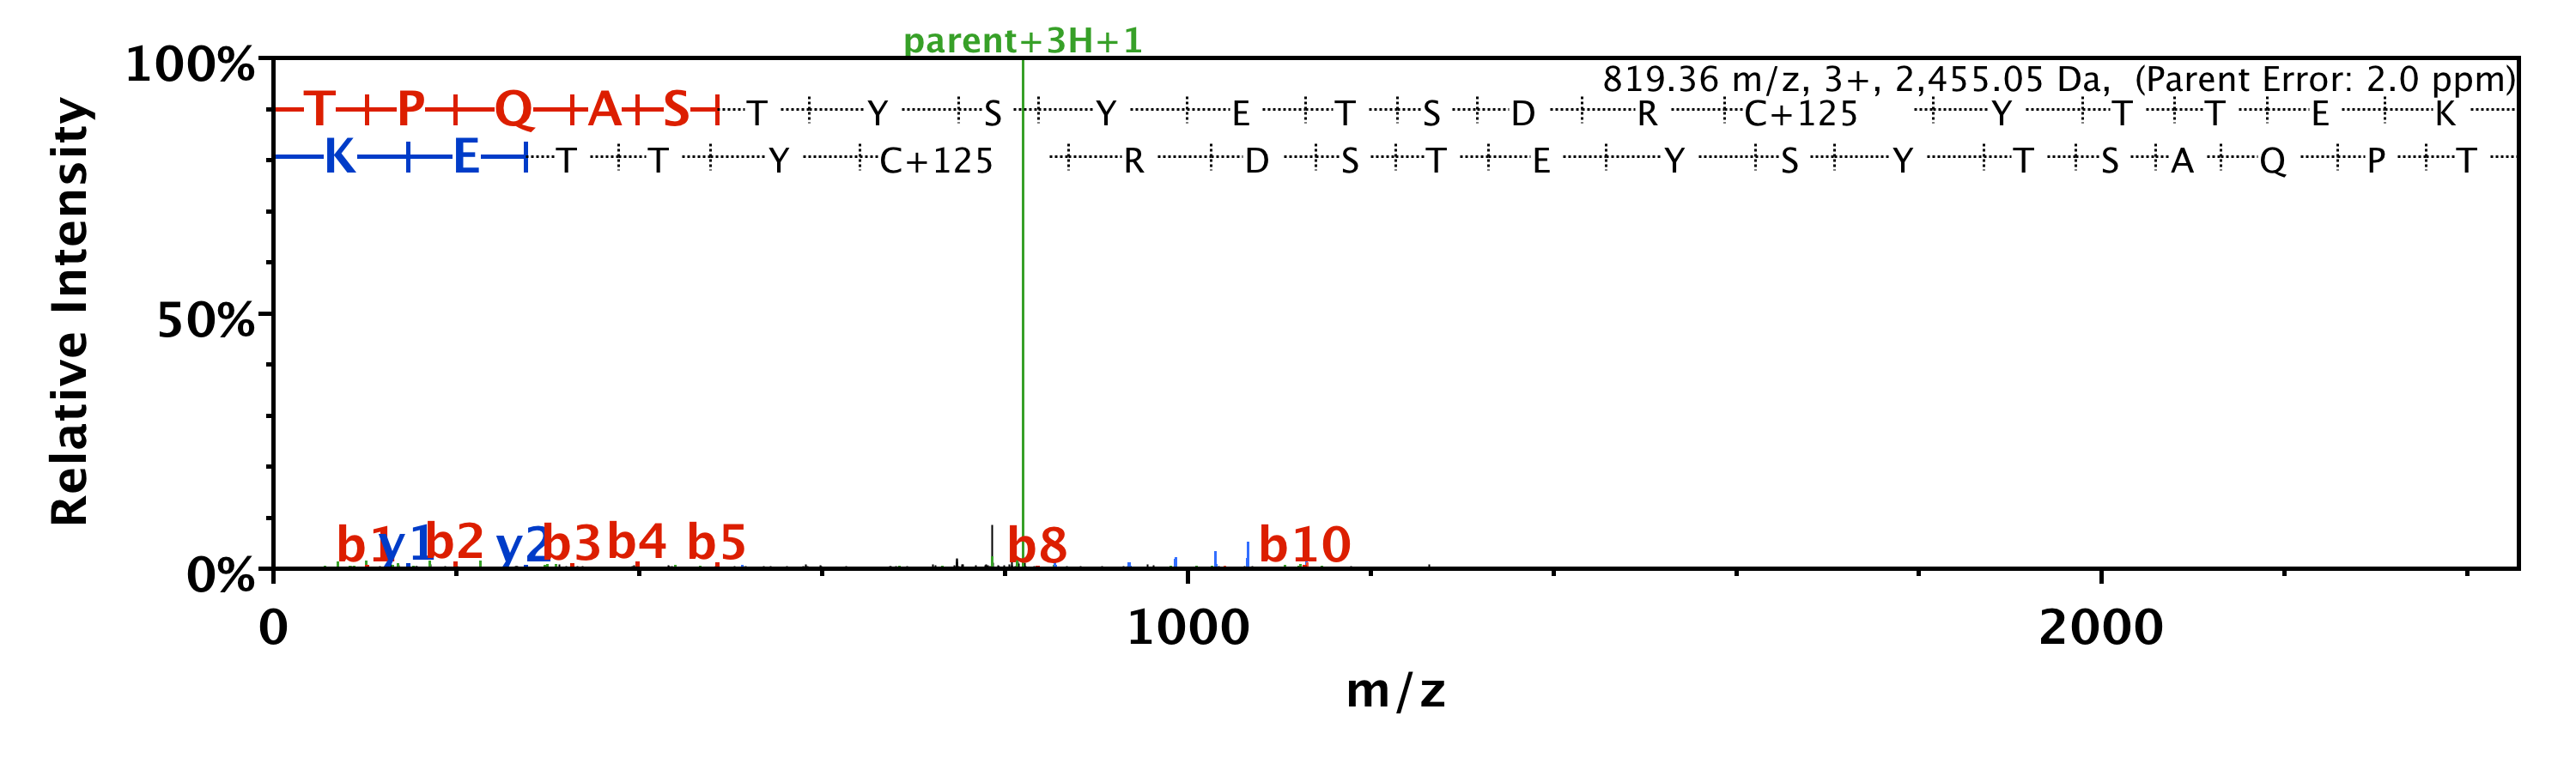 parent+3H+1
100%
819.36 m/z, 3+, 2,455.05 Da, (Parent Error: 2.0 ppm)
T P Q A S T Y S Y E T S D R C+125 Y T T E K
K E T T Y C+125 R D S T E Y S Y T S A Q P T
Relative Intensity
50%
b1 y1 b2 y2 b3 b4 b5 b8 b10
0%
0 1000 2000
m/z